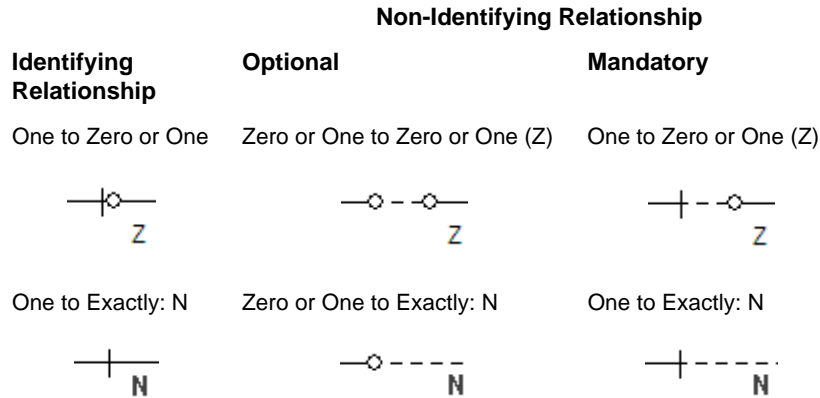 Non-Identifying Relationship
Identifying Relationship
Optional
Mandatory
One to Zero or One
Zero or One to Zero or One (Z)
One to Zero or One (Z)
Z
Z
Z
One to Exactly: N
Zero or One to Exactly: N
One to Exactly: N
N
N
N